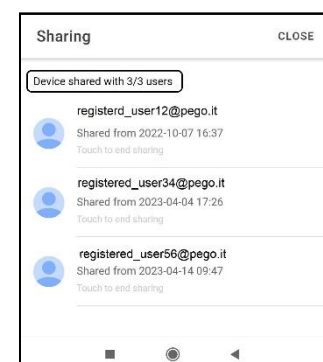 Sharing CLOSE
Device shared with 3/3 users
registerd_user12@pego.it
Shared from 2022-10-07 16:37
Touch to end sharing
registered_user34@pego.it
Shared from 2023-04-04 17:26
Touch to end sharing
registered_user56@pego.it
Shared from 2023-04-14 09:47
Touch to end sharing